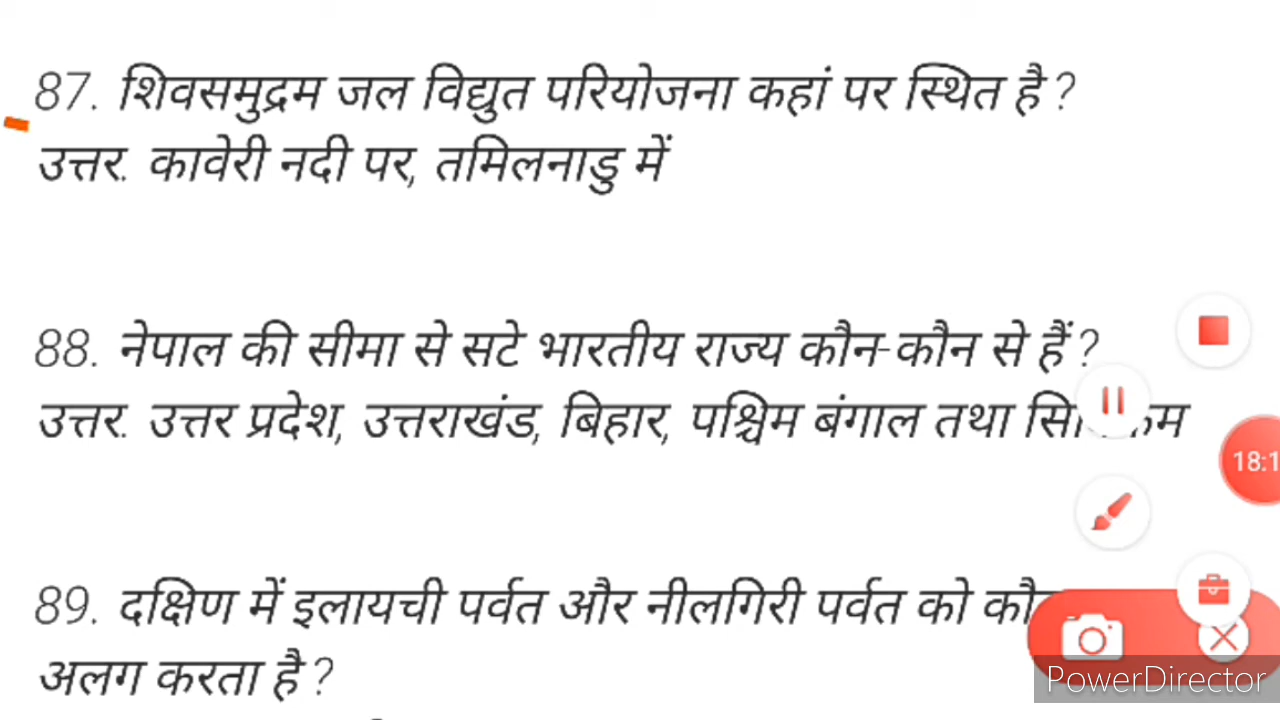 87. शिवसमुद्रम जल विद्युत परियोजना कहां पर स्थित है?
उत्तर. कावेरी नदी पर, तमिलनाडु में
88. नेपाल की सीमा से सटे भारतीय राज्य कौन-कौन से हैं?
उत्तर. उत्तर प्रदेश, उत्तराखंड, बिहार, पश्चिम बंगाल तथा
89. दक्षिण में इलायची पर्वत और नीलगिरी पर्वत को
अलग करता है?
18:1
PowerDirector